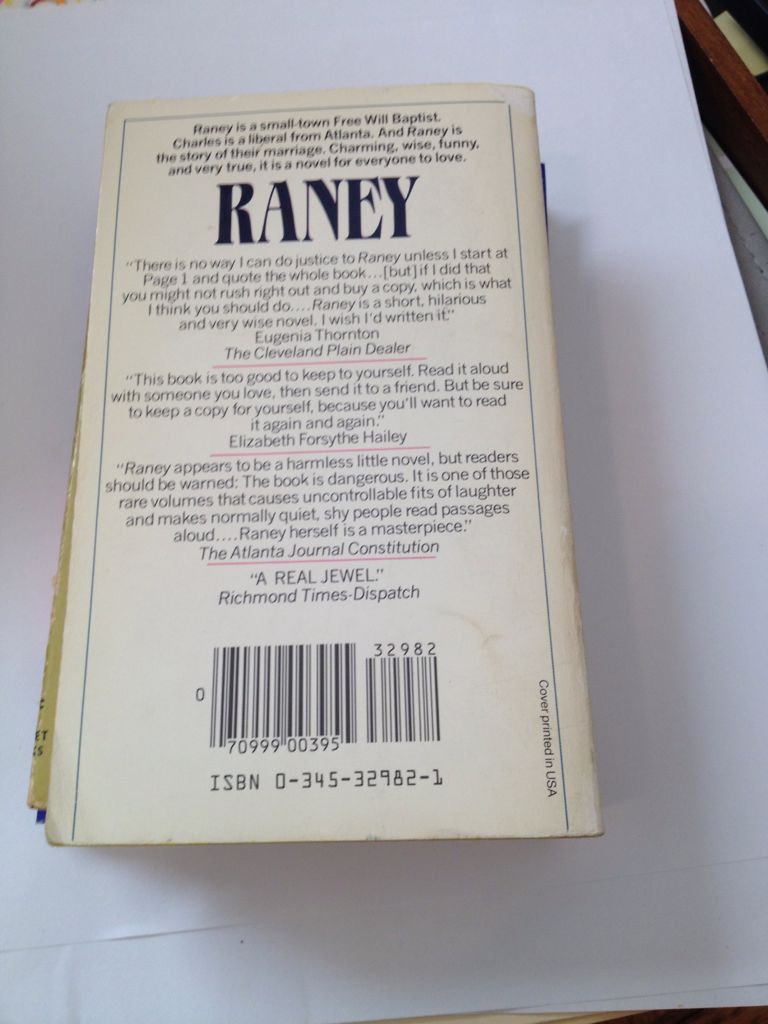 Raney is a small-town Free Will Baptist.
Charles is a liberal from Atlanta. And Raney is
the story of their marriage. Charming, wise, funny,
and very true, it is a novel for everyone to love.
RANEY
"There is no way I can do justice to Raney unless I start at
Page 1 and quote the whole book...[but] if I did that
you might not rush right out and buy a copy, which is what
I think you should do....Raney is a short, hilarious
and very wise novel. I wish I'd written it."
Eugenia Thornton
The Cleveland Plain Dealer
"This book is too good to keep to yourself. Read it aloud
with someone you love, then send it to a friend. But be sure
to keep a copy for yourself, because you'll want to read
it again and again."
Elizabeth Forsythe Hailey
"Raney appears to be a harmless little novel, but readers
should be warned: The book is dangerous. It is one of those
rare volumes that causes uncontrollable fits of laughter
and makes normally quiet, shy people read passages
aloud....Raney herself is a masterpiece."
The Atlanta Journal Constitution
"A REAL JEWEL."
Richmond Times-Dispatch
32982
0
70999 00395
ISBN 0-345-32982-1
Cover printed in USA